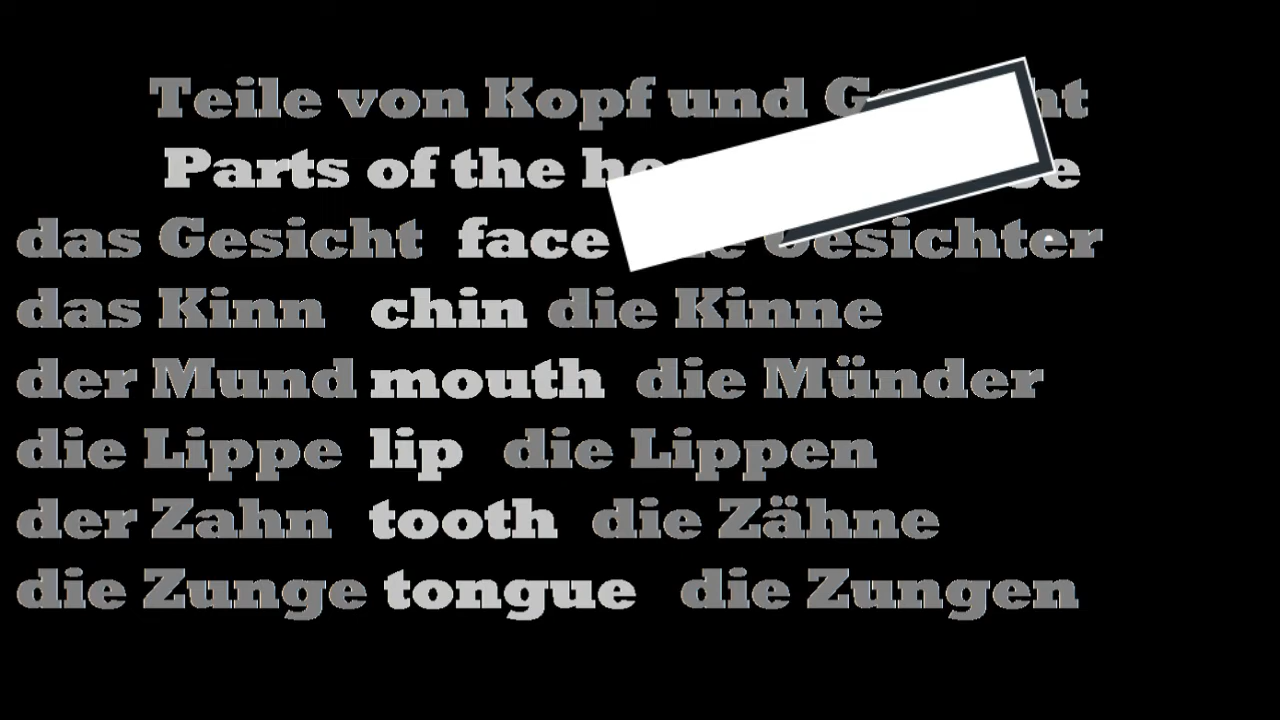 Teile von Kopf und
Parts of the
das Gesicht face Gesichter
das Kinn chin die Kinne
der Mund mouth die Münder
die Lippe lip die Lippen
der Zahn tooth die Zähne
die Zunge tongue die Zungen